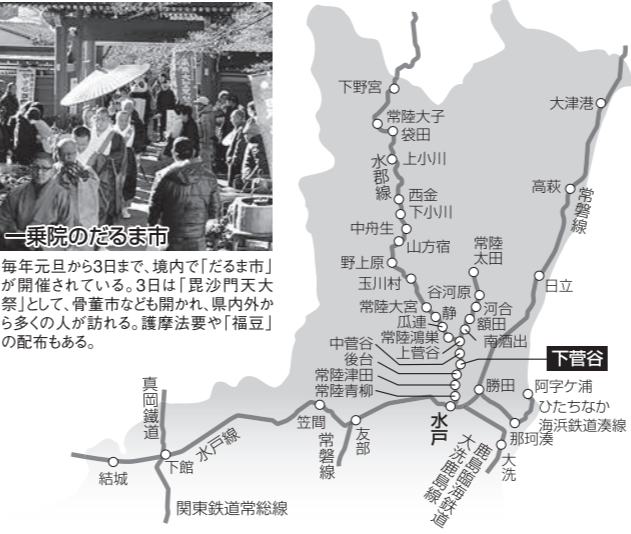 一乗院のだるま市
毎年元旦から3日まで、境内で「だるま市」
が開催されている。3日は「毘沙門天大
祭」として、骨董市なども開かれ、県内外か
ら多くの人が訪れる。護摩法要や「福豆」
の配布もある。
下野宮
常陸大子
袋田
上小川
水郡線
西金
下小川
中舟生
山方宿
野上原
玉川村
常陸大宮
静
瓜連
常陸鴻巣
中菅谷
上菅谷
後台
常陸津田
常陸青柳
常陸
太田
谷河原
河合
額田
南酒出
下菅谷
大津港
高萩
常磐線
日立
勝田
阿字ケ浦
ひたちなか
海浜鉄道湊線
那珂湊
水戸
大洗
鹿島臨海鉄道
大洗鹿島線
真岡鐵道
水戸線
笠間
友部
常磐線
結城
下館
関東鉄道常総線